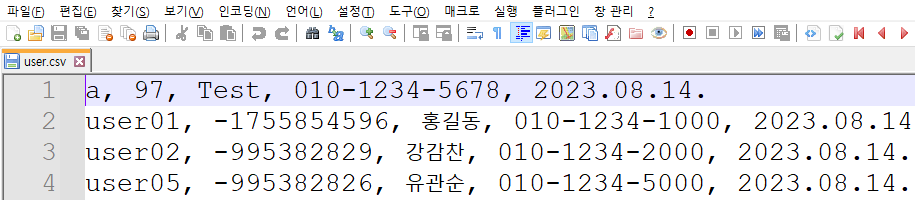 파일(F) 편집(E) 찾기(S) 보기(V) 인코딩(N) 언어(L) 설정(T) 도구(O) 매크로 실행 플러그인 창 관리 ?
user.csv
1 a, 97, Test, 010-1234-5678, 2023.08.14.
2 user01, -1755854596, 홍길동, 010-1234-1000, 2023.08.14
3 user02, -995382829, 강감찬, 010-1234-2000, 2023.08.14.
4 user05, -995382826, 유관순, 010-1234-5000, 2023.08.14.